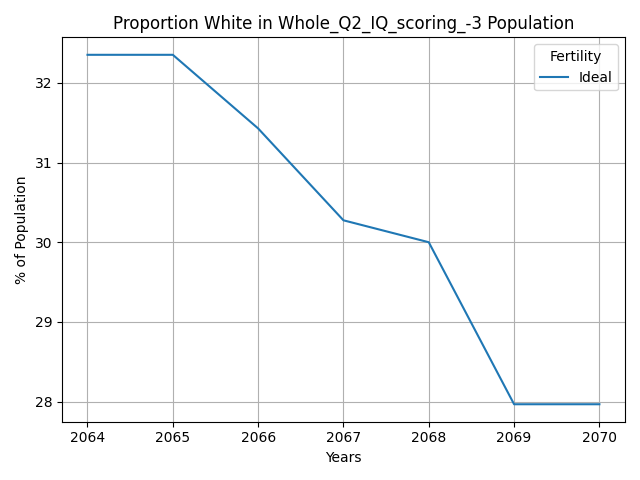 Proportion White in Whole_Q2_IQ_scoring_-3 Population
Fertility
Ideal
% of Population
32
31
30
29
28
2064 2065 2066 2067 2068 2069 2070
Years